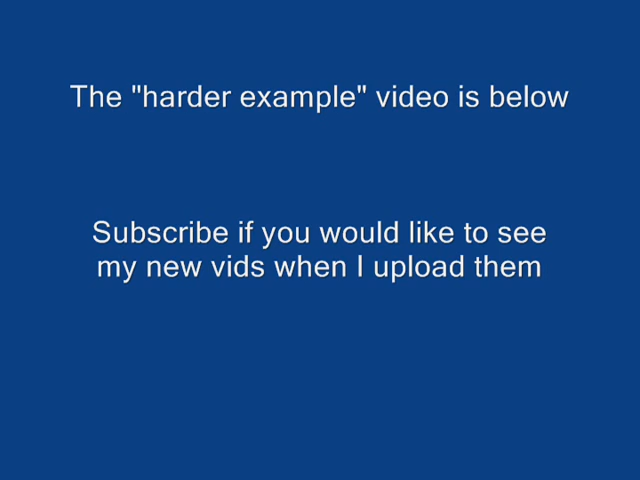 The "harder example" video is below
Subscribe if you would like to see
my new vids when I upload them